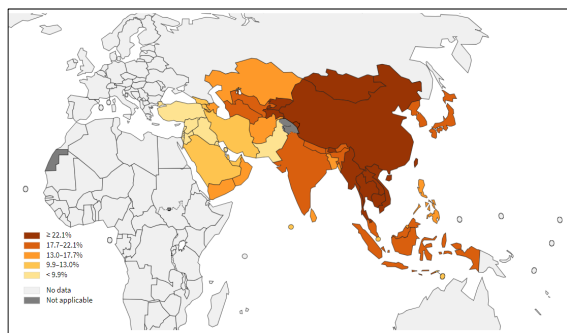 ≥ 22.1%
17.7–22.1%
13.0–17.7%
9.9–13.0%
< 9.9%
No data
Not applicable